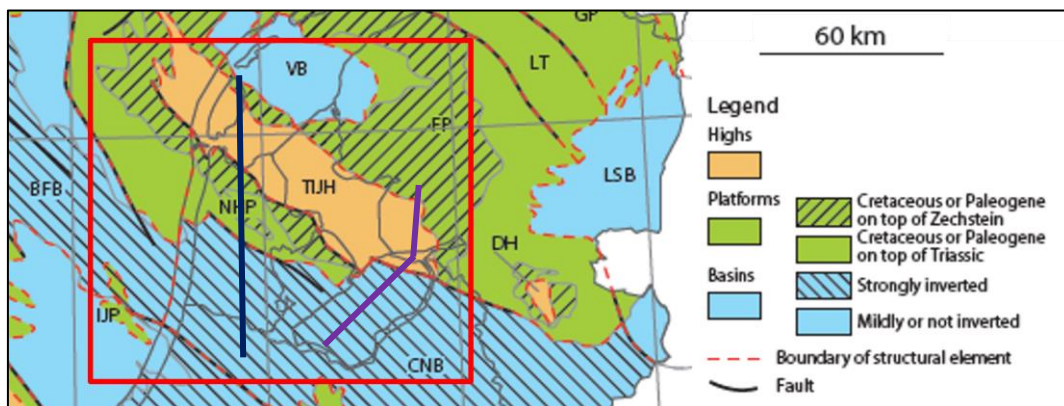 GP
60 km
VB
LT
Legend
Highs
FP
LSB
BFB
TIJH
Platforms
Cretaceous or Paleogene
on top of Zechstein
NHP
DH
Cretaceous or Paleogene
on top of Triassic
Basins
Strongly inverted
IJP
Mildly or not inverted
CNB
Boundary of structural element
Fault